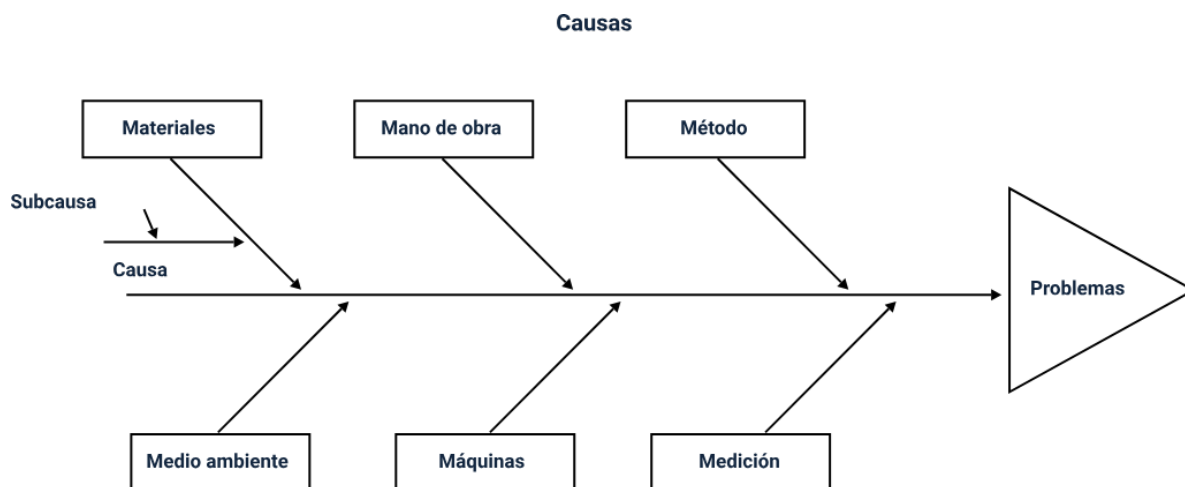 Causas
Materiales
Mano de obra
Método
Subcausa
Causa
Problemas
Medio ambiente
Máquinas
Medición